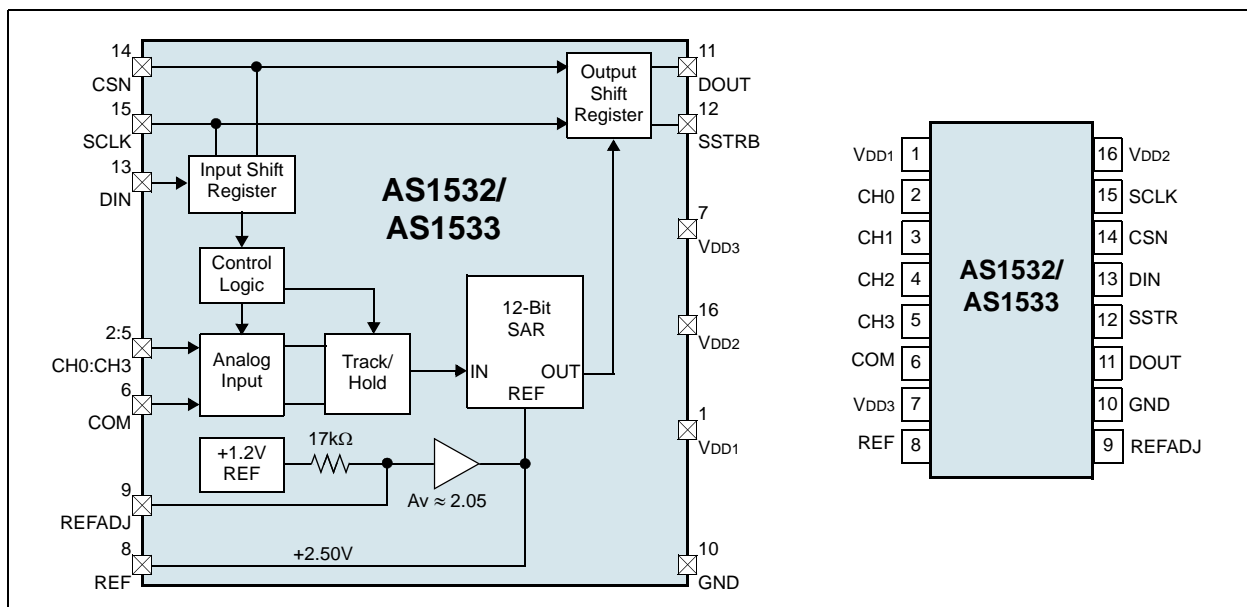 14
CSN
15
SCLK
13
DIN
Input Shift
Register
Output
Shift
Register
11
DOUT
12
SSTRB
AS1532/
AS1533
7
VDD3
Control
Logic
12-Bit
SAR
IN
OUT
REF
16
VDD2
2:5
CH0:CH3
6
COM
Analog
Input
Track/
Hold
1
VDD1
+1.2V
REF
17kΩ
Av ≈ 2.05
9
REFADJ
8
REF
+2.50V
10
GND
VDD1 1
CH0 2
CH1 3
CH2 4
CH3 5
COM 6
VDD3 7
REF 8
AS1532/
AS1533
16 VDD2
15 SCLK
14 CSN
13 DIN
12 SSTR
11 DOUT
10 GND
9 REFADJ